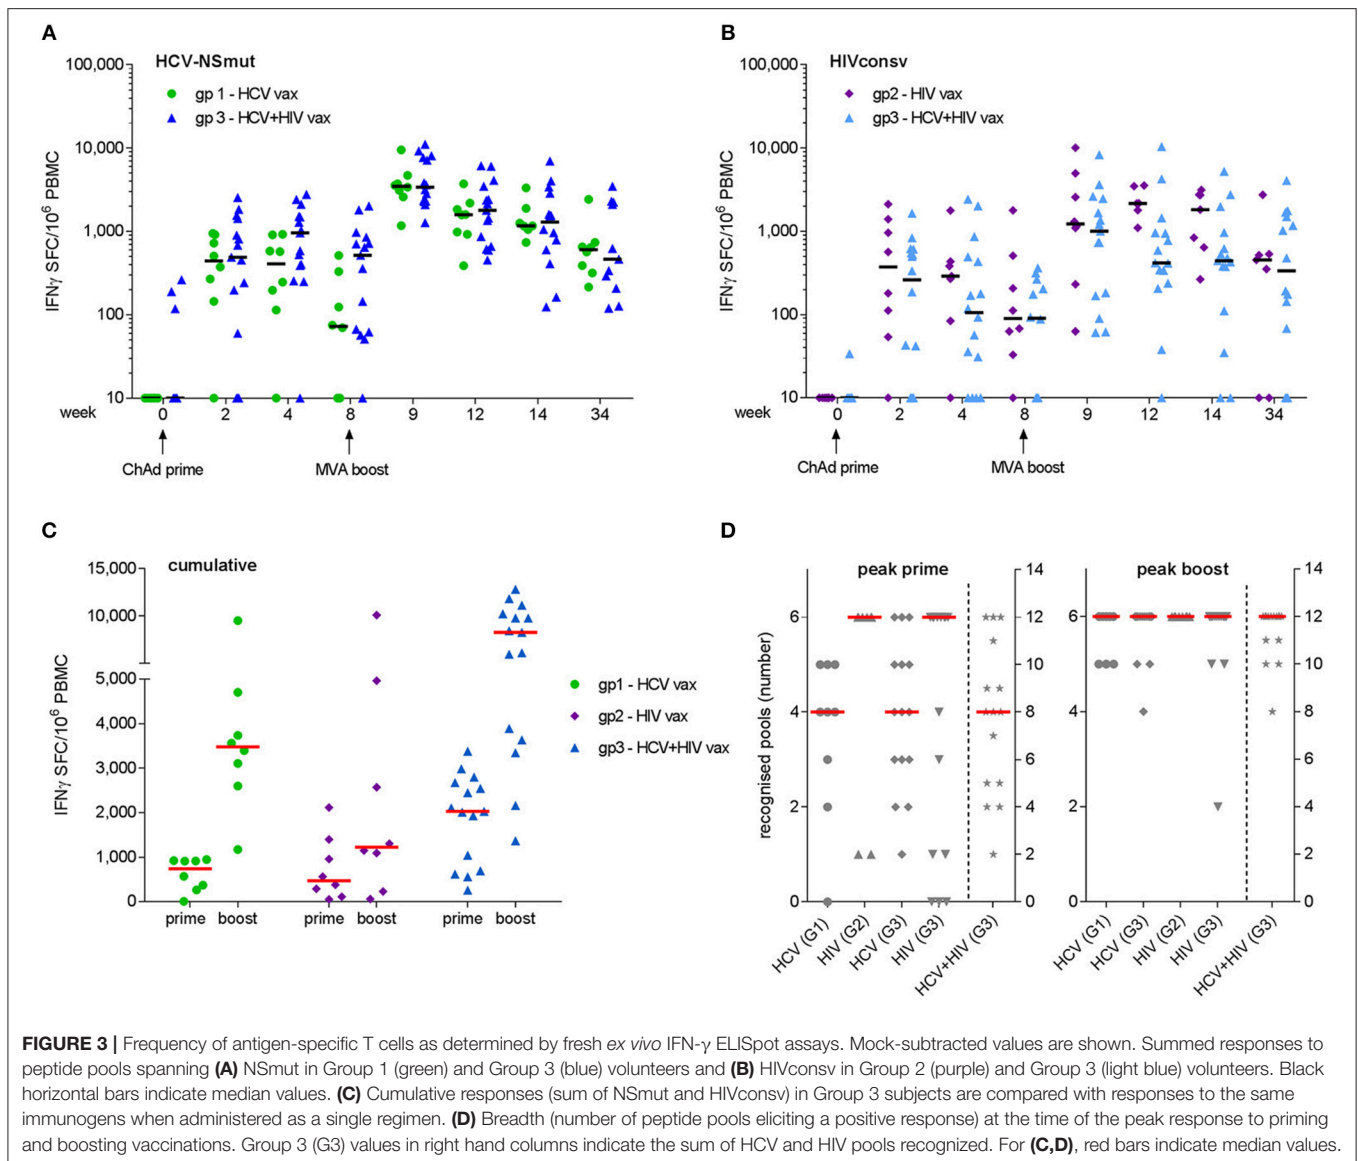 A
HCV-NSmut
gp 1 - HCV vax
gp 3 - HCV+HIV vax
IFNγ SFC/10⁶ PBMC
100,000
10,000
1,000
100
10
week 0 2 4 8 9 12 14 34
ChAd prime MVA boost
B
HIVconsv
gp2 - HIV vax
gp3 - HCV+HIV vax
IFNγ SFC/10⁶ PBMC
100,000
10,000
1,000
100
10
week 0 2 4 8 9 12 14 34
ChAd prime MVA boost
C
cumulative
IFNγ SFC/10⁶ PBMC
15,000
10,000
5,000
4,000
3,000
2,000
1,000
0
prime boost prime boost prime boost
gp1 - HCV vax
gp2 - HIV vax
gp3 - HCV+HIV vax
D
peak prime
recognised pools (number)
6
4
2
0
14
12
10
8
6
4
2
0
HCV (G1)
HIV (G2)
HCV (G3)
HIV (G3)
HCV+HIV (G3)
peak boost
6
4
2
0
14
12
10
8
6
4
2
0
HCV (G1)
HCV (G3)
HIV (G2)
HIV (G3)
HCV+HIV (G3)
FIGURE 3 | Frequency of antigen-specific T cells as determined by fresh ex vivo IFN-γ ELISpot assays. Mock-subtracted values are shown. Summed responses to
peptide pools spanning (A) NSmut in Group 1 (green) and Group 3 (blue) volunteers and (B) HIVconsv in Group 2 (purple) and Group 3 (light blue) volunteers. Black
horizontal bars indicate median values. (C) Cumulative responses (sum of NSmut and HIVconsv) in Group 3 subjects are compared with responses to the same
immunogens when administered as a single regimen. (D) Breadth (number of peptide pools eliciting a positive response) at the time of the peak response to priming
and boosting vaccinations. Group 3 (G3) values in right hand columns indicate the sum of HCV and HIV pools recognized. For (C,D), red bars indicate median values.